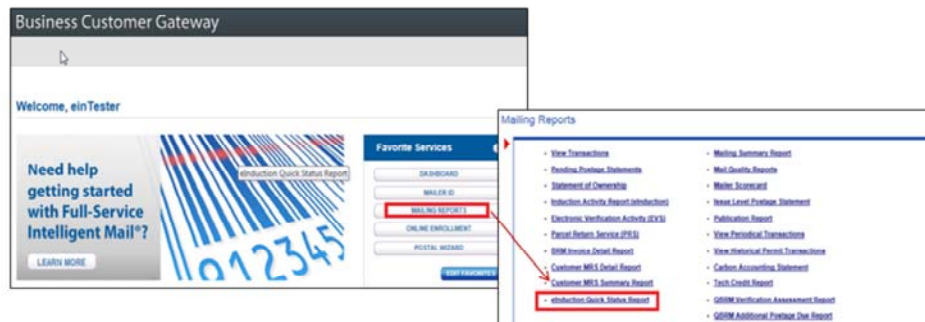 Business Customer Gateway
Welcome, einTester
Need help
getting started
with Full-Service
Intelligent Mail®?
LEARN MORE
eInduction Quick Status Report
012345
Favorite Services
DASHBOARD
MAILER ID
MAILING REPORTS
ONLINE ENROLLMENT
POSTAL WIZARD
EDIT FAVORITES
Mailing Reports
View Transactions
Pending Postage Statements
Statement of Ownership
Induction Activity Report (eInduction)
Electronic Verification Activity (EVS)
Parcel Return Service (PRS)
BRM Invoice Detail Report
Customer MRS Detail Report
Customer MRS Summary Report
eInduction Quick Status Report
Mailing Summary Report
Mail Quality Reports
Mailer Scorecard
Issue Level Postage Statement
Publication Report
View Periodical Transactions
View Historical Permit Transactions
Carbon Accounting Statement
Tech Credit Report
QBRM Verification Assessment Report
QBRM Additional Postage Due Report